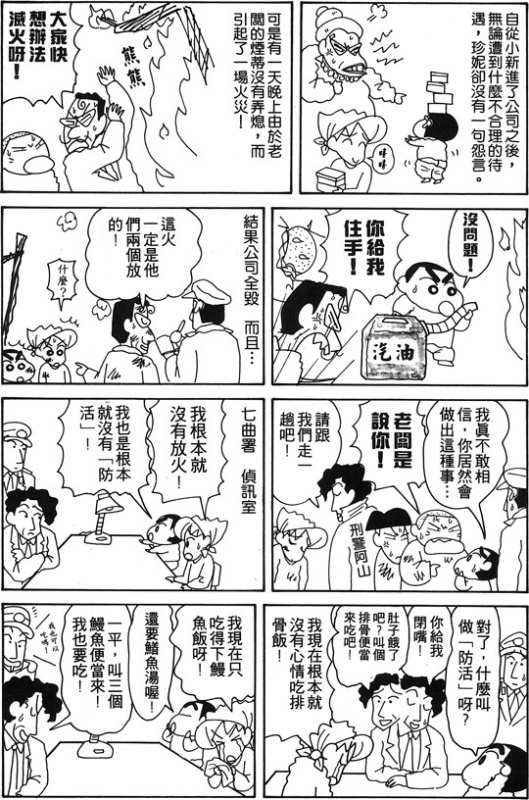 自從小新進了公司之後，
無論遭到什麼不合理的待
遇，珍妮卻沒有一句怨言。
咔
咔
可是有一天晚上由於老
闆的煙蒂沒有弄熄，而
引起了一場火災！
熊
熊
大家快
想辦法
滅火呀！
沒問題！
汽油
你給我
住手！
結果公司全毀　而且…
這火
一定是他
們兩個放
的！
什麼？
我真不敢相
信，你居然會
做出這種事…
老闆是
說你！
刑警阿山
請跟
我們走一
趟吧！
七曲署　偵訊室
我根本就
沒有放火！
我也是根本
就沒有「防
活」！
對了，什麼叫
做「防活」呀？
你給我
閉嘴！
肚子餓了
吧？叫個
排骨便當
來吃吧！
我現在根本就
沒有心情吃排
骨飯！
我現在只
吃得下鰻
魚飯呀！
還要鰭魚湯喔！
一平，叫三個
鰻魚便當來！
我也要吃！
我也可以
吃嗎！